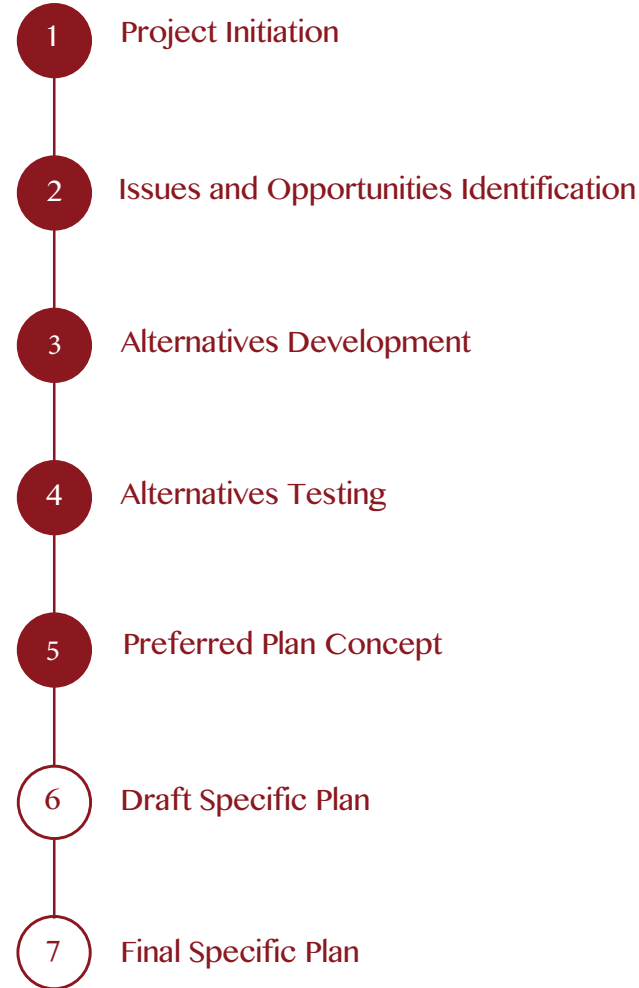 1 Project Initiation
2 Issues and Opportunities Identification
3 Alternatives Development
4 Alternatives Testing
5 Preferred Plan Concept
6 Draft Specific Plan
7 Final Specific Plan